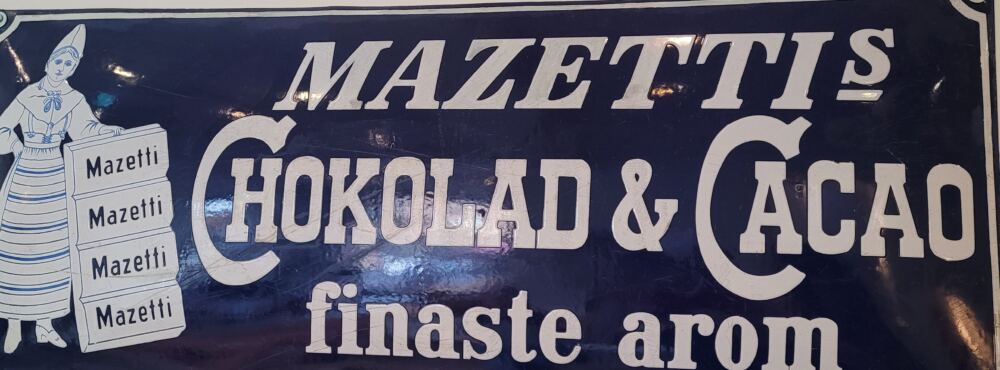 MAZETTIs
CHOKOLAD & CACAO
finaste arom
Mazetti
Mazetti
Mazetti
Mazetti